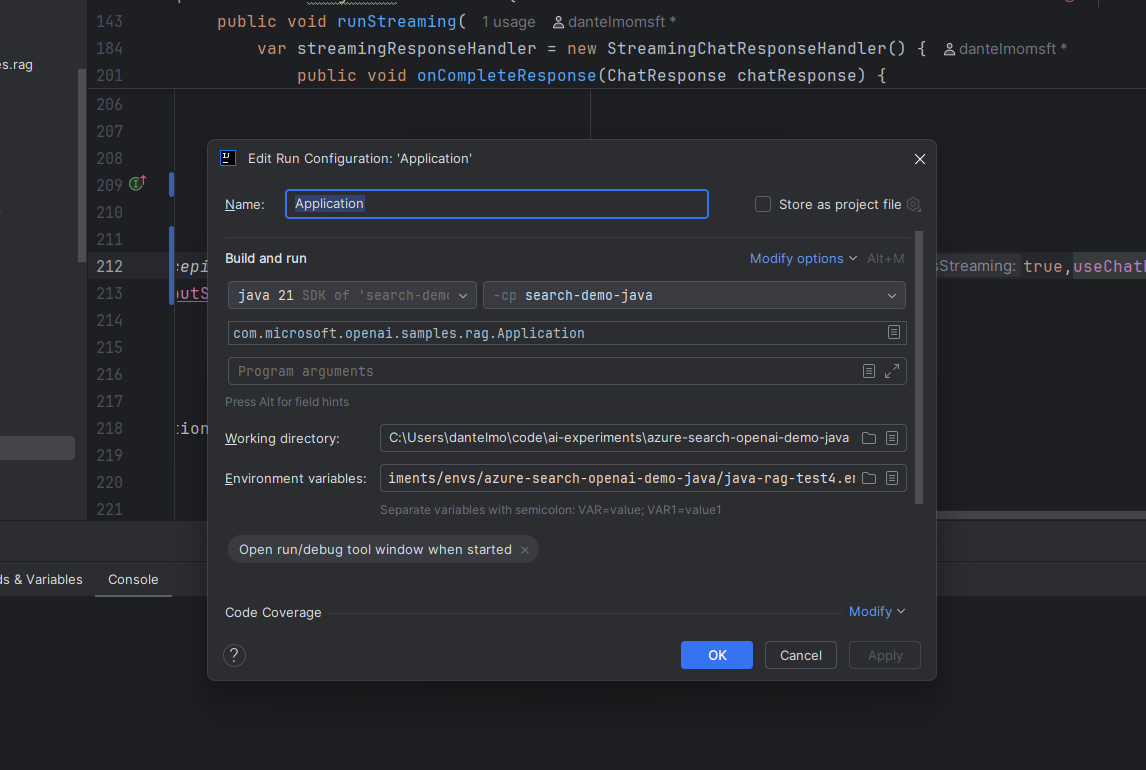 143 public void runStreaming( 1 usage dantelmomsft *
184 var streamingResponseHandler = new StreamingChatResponseHandler() { dantelmomsft *
201 public void onCompleteResponse(ChatResponse chatResponse) {
s.rag
206
207
208
209
210
211
212 Streaming: true,useChat
213 outS
214
215
216
217
218 tion
219
220
221
Edit Run Configuration: 'Application'
Name: Application Store as project file
Build and run Modify options Alt+M
java 21 SDK of 'search-demo -cp search-demo-java
com.microsoft.openai.samples.rag.Application
Program arguments
Press Alt for field hints
Working directory: C:\Users\dantelmo\code\ai-experiments\azure-search-openai-demo-java
Environment variables: iments/envs/azure-search-openai-demo-java/java-rag-test4.en
Separate variables with semicolon: VAR=value; VAR1=value1
Open run/debug tool window when started ×
Code Coverage Modify
? OK Cancel Apply
ds & Variables Console